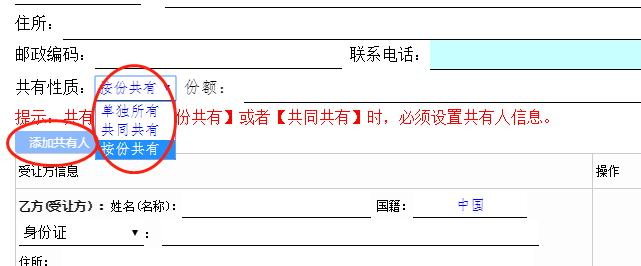 住所：
邮政编码： 联系电话：
共有性质： 按份共有 份额：
单独所有
共同共有
按份共有
提示：共有 份共有】或者【共同共有】时，必须设置共有人信息。
添加共有人
受让方信息 操作
乙方(受让方)：姓名(名称)： 国籍： 中国
身份证 ：
住所：